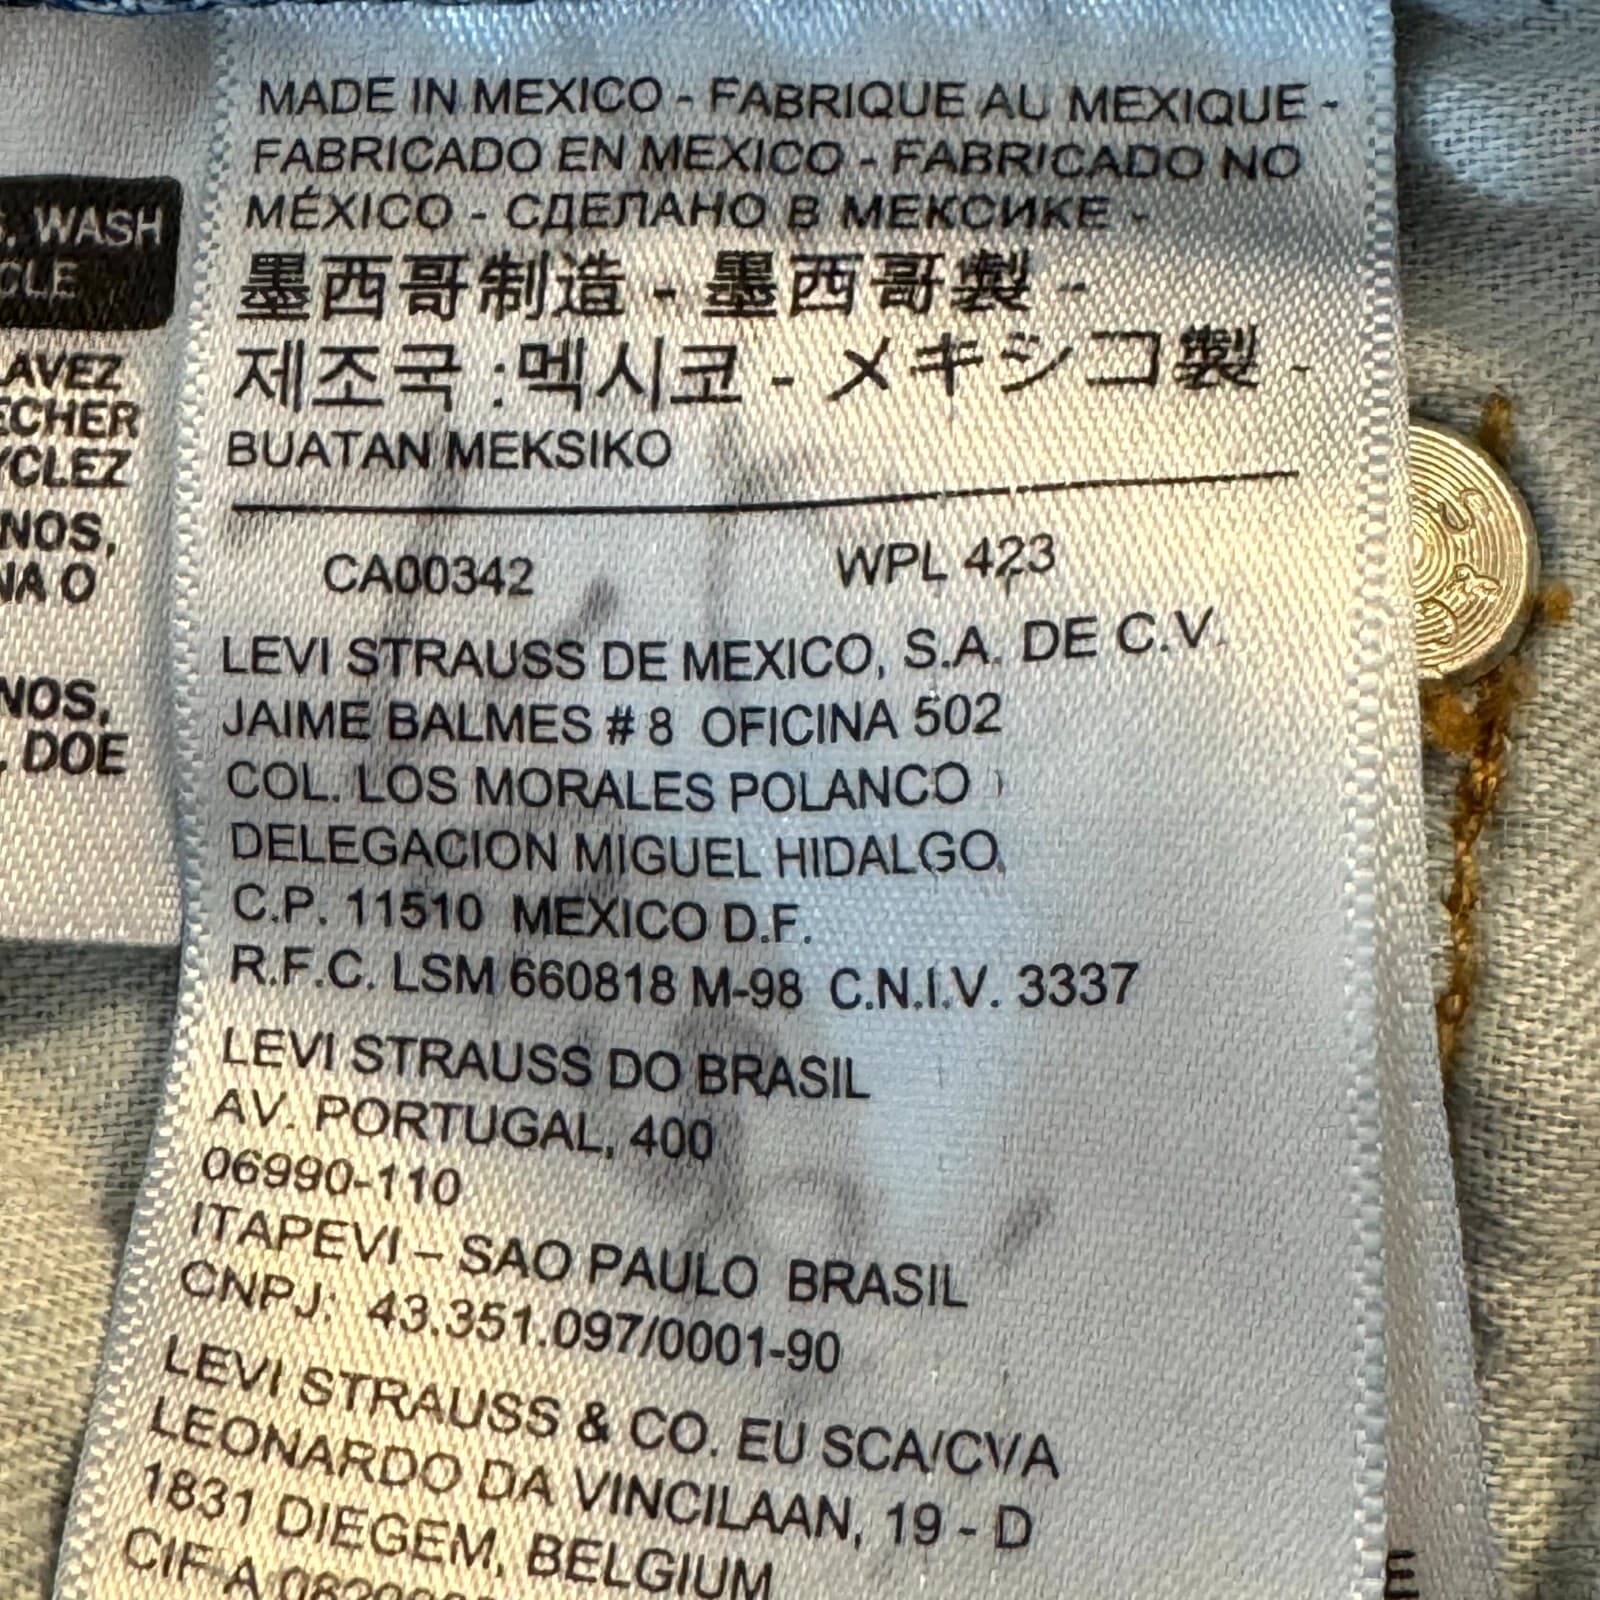 MADE IN MEXICO - FABRIQUE AU MEXIQUE -
FABRICADO EN MEXICO - FABRICADO NO
MÉXICO - СДЕЛАНО В МЕКСИКЕ -
墨西哥制造 - 墨西哥製 -
제조국 : 멕시코 - メキシコ製 -
BUATAN MEKSIKO
CA00342 WPL 423
LEVI STRAUSS DE MEXICO, S.A. DE C.V.
JAIME BALMES # 8 OFICINA 502
COL. LOS MORALES POLANCO
DELEGACION MIGUEL HIDALGO,
C.P. 11510 MEXICO D.F.
R.F.C. LSM 660818 M-98 C.N.I.V. 3337
LEVI STRAUSS DO BRASIL
AV. PORTUGAL, 400
06990-110
ITAPEVI – SAO PAULO BRASIL
CNPJ: 43.351.097/0001-90
LEVI STRAUSS & CO. EU SCA/CVA
LEONARDO DA VINCILAAN, 19 - D
1831 DIEGEM, BELGIUM
CIF A
WASH
CLE
LAVEZ
ECHER
YCLEZ
NOS,
NA O
NOS,
, DOE
E